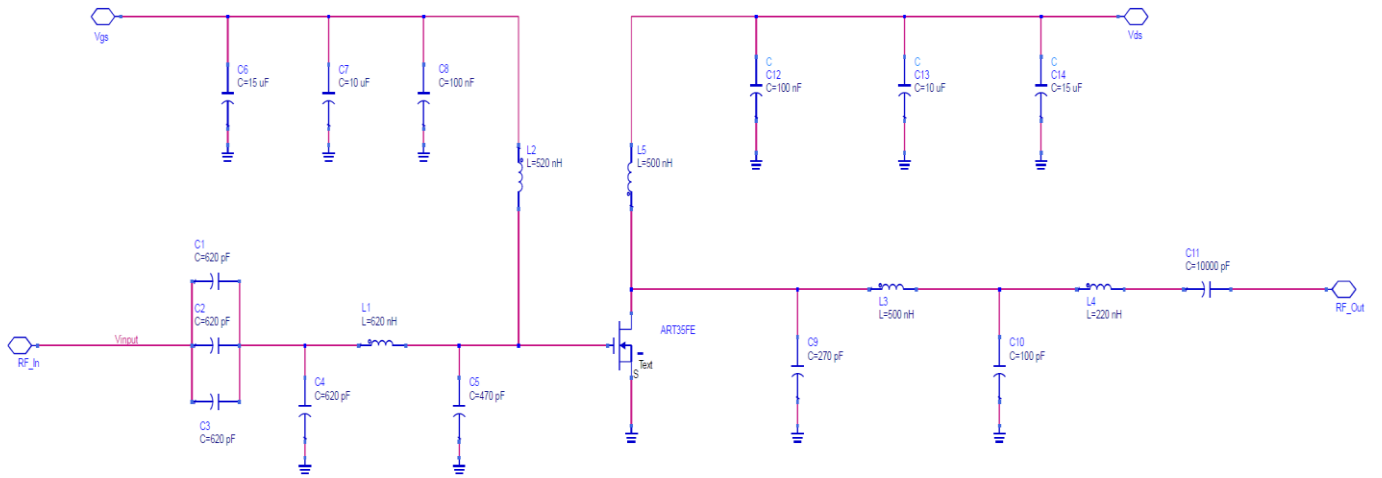 Vgs
Vds
C6
C=15 uF
C7
C=10 uF
C8
C=100 nF
C
C12
C=100 nF
C
C13
C=10 uF
C
C14
C=15 uF
L2
L=520 nH
L5
L=500 nH
C1
C=620 pF
C2
C=620 pF
C3
C=620 pF
RF_In
Vinput
L1
L=620 nH
C4
C=620 pF
C5
C=470 pF
ART35FE
Text
S
C9
C=270 pF
L3
L=500 nH
C10
C=100 pF
L4
L=220 nH
C11
C=10000 pF
RF_Out